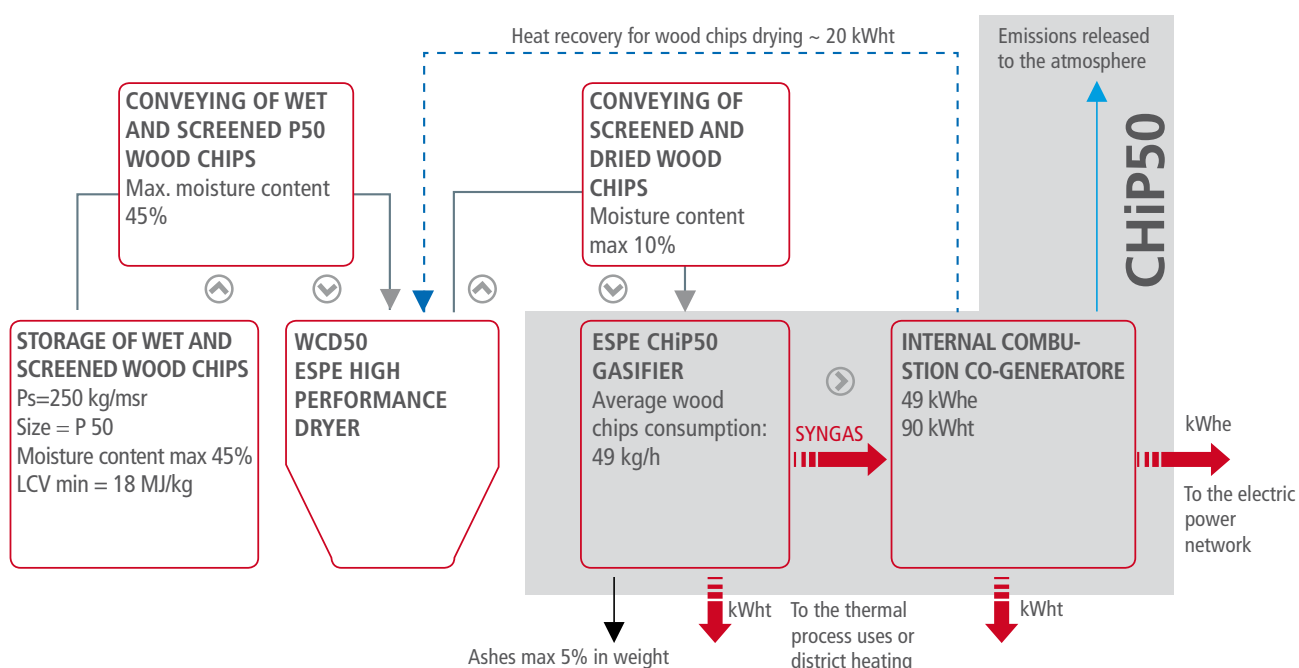 Heat recovery for wood chips drying ~ 20 kWht
Emissions released
to the atmosphere
CHiP50
CONVEYING OF WET
AND SCREENED P50
WOOD CHIPS
Max. moisture content
45%
CONVEYING OF
SCREENED AND
DRIED WOOD
CHIPS
Moisture content
max 10%
STORAGE OF WET AND
SCREENED WOOD CHIPS
Ps=250 kg/msr
Size = P 50
Moisture content max 45%
LCV min = 18 MJ/kg
WCD50
ESPE HIGH
PERFORMANCE
DRYER
ESPE CHiP50
GASIFIER
Average wood
chips consumption:
49 kg/h
SYNGAS
INTERNAL COMBU-
STION CO-GENERATORE
49 kWhe
90 kWht
kWhe
To the electric
power
network
kWht
To the thermal
process uses or
district heating
kWht
Ashes max 5% in weight